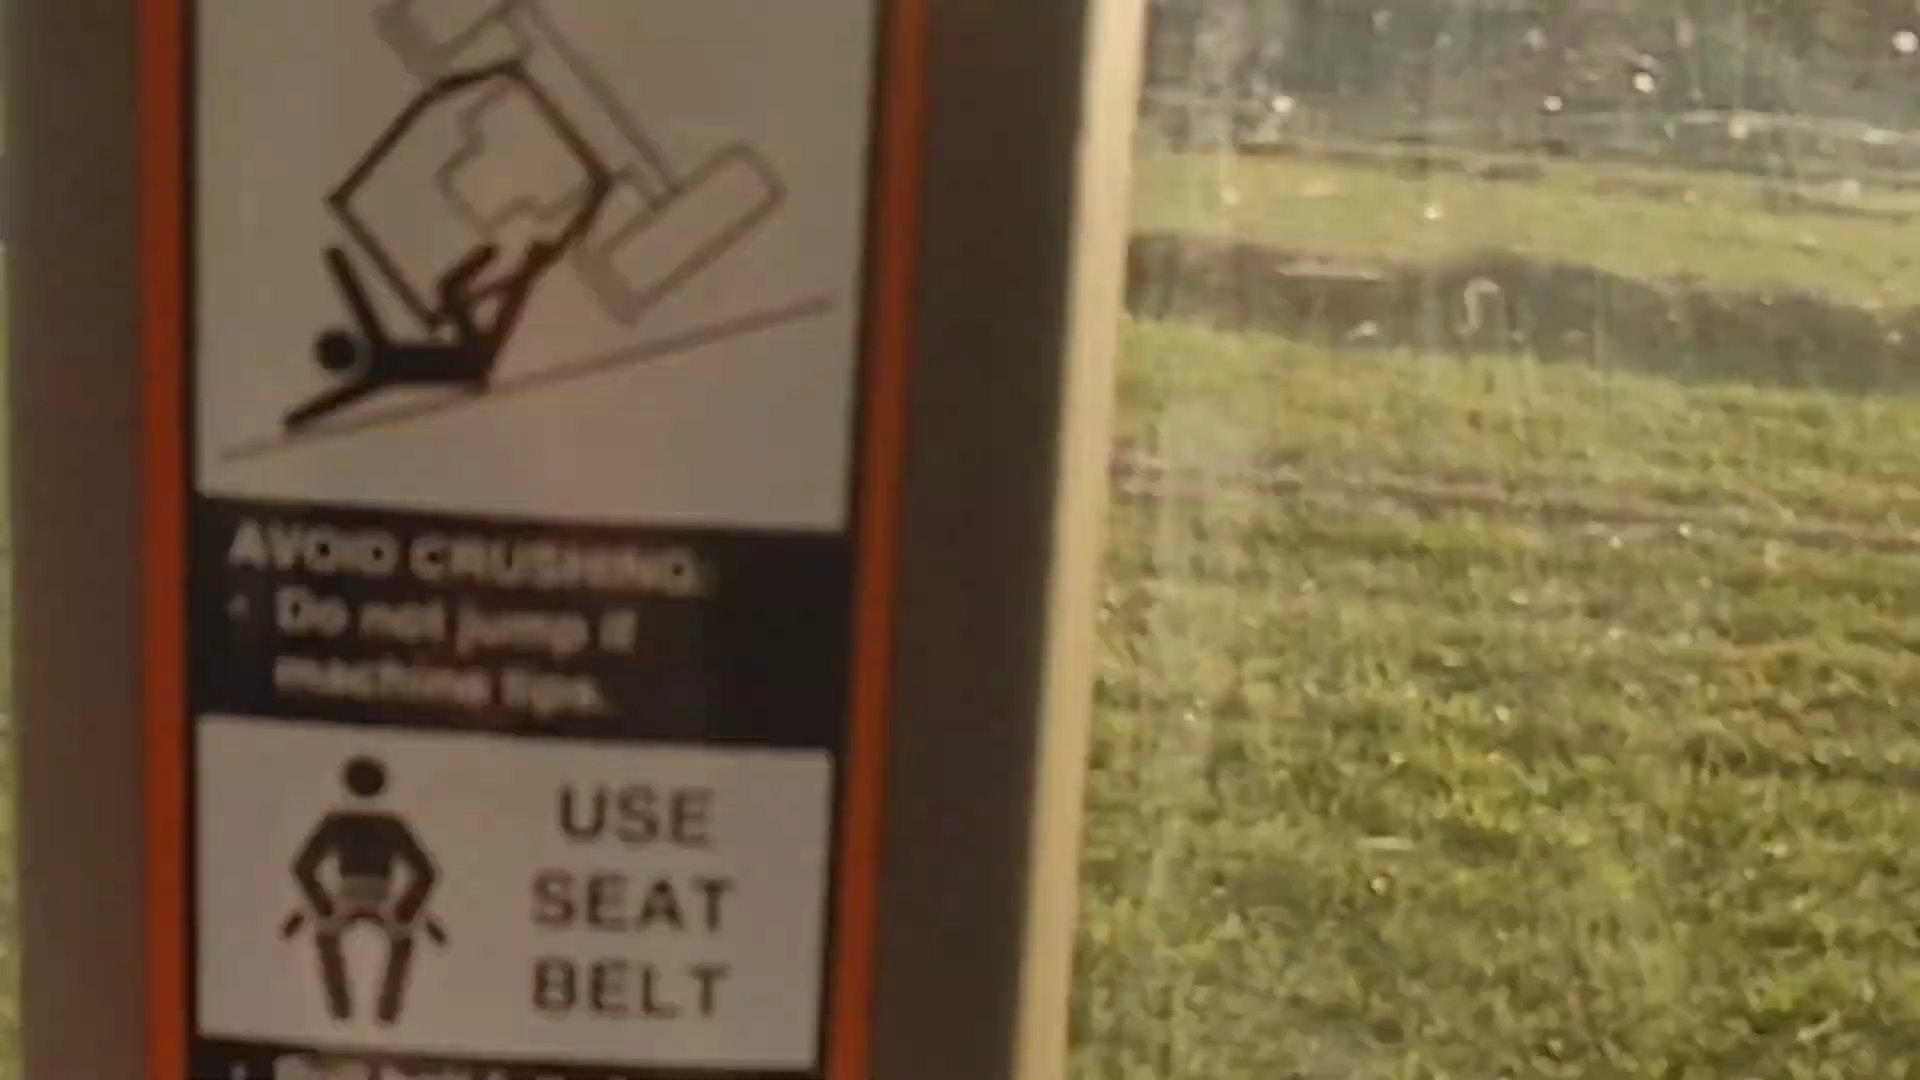 AVOID CRUSHING:
• Do not jump if
machine tips.
USE
SEAT
BELT